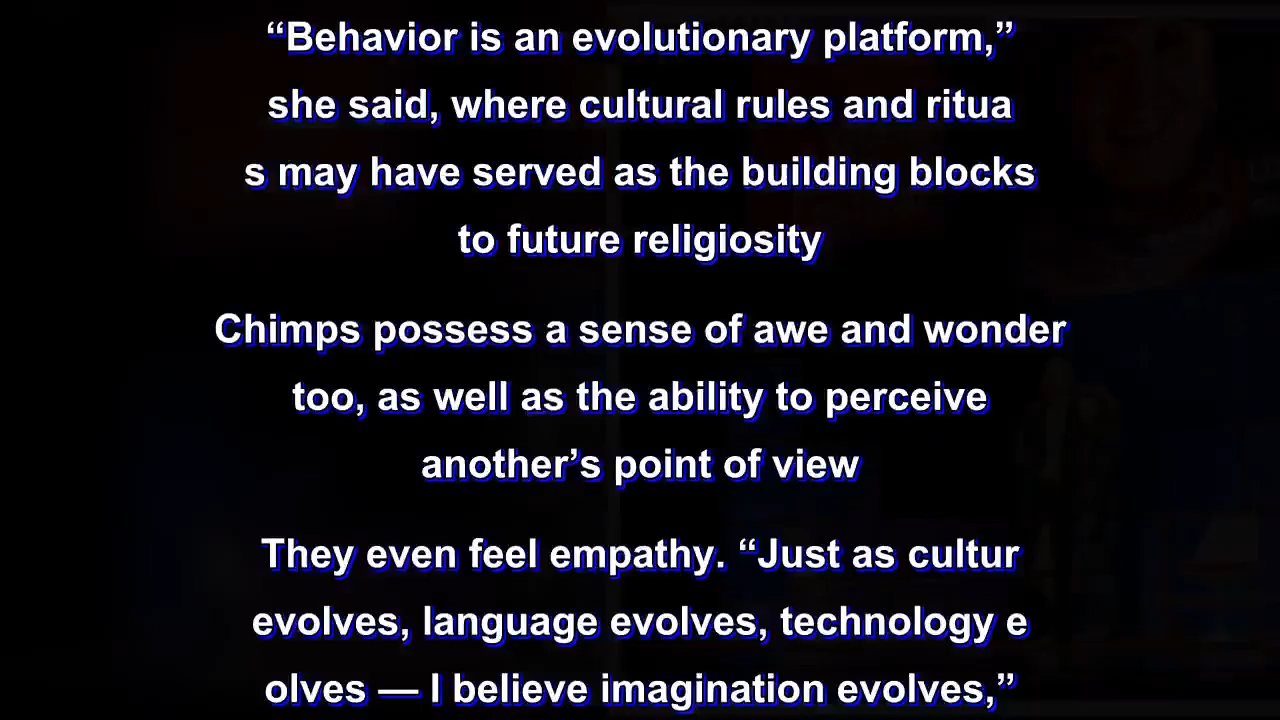 “Behavior is an evolutionary platform,”
she said, where cultural rules and ritua
s may have served as the building blocks
to future religiosity
Chimps possess a sense of awe and wonder
too, as well as the ability to perceive
another’s point of view
They even feel empathy. “Just as cultur
evolves, language evolves, technology e
olves — I believe imagination evolves,”